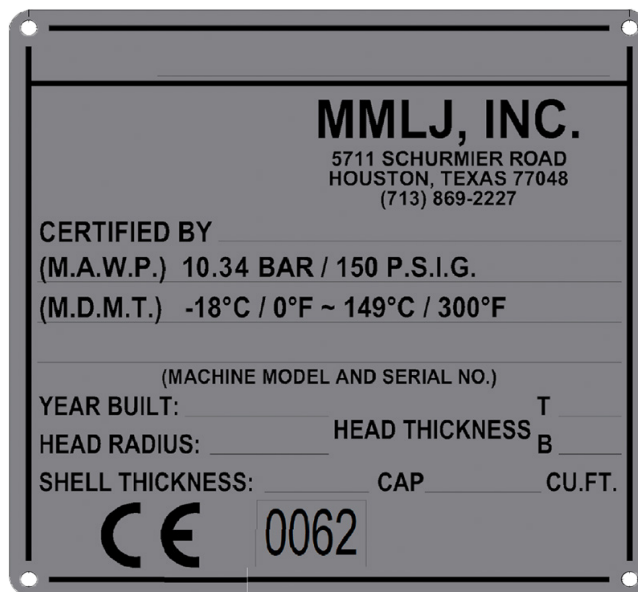 MMLJ, INC.
5711 SCHURMIER ROAD
HOUSTON, TEXAS 77048
(713) 869-2227
CERTIFIED BY
(M.A.W.P.) 10.34 BAR / 150 P.S.I.G.
(M.D.M.T.) -18°C / 0°F ~ 149°C / 300°F
(MACHINE MODEL AND SERIAL NO.)
YEAR BUILT:
HEAD THICKNESS T
HEAD RADIUS: B
SHELL THICKNESS: CAP CU.FT.
CE 0062